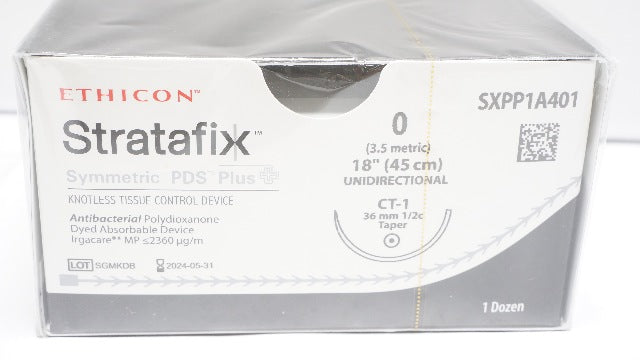 ETHICON™
Stratafix™
Symmetric PDS™ Plus
KNOTLESS TISSUE CONTROL DEVICE
Antibacterial Polydioxanone
Dyed Absorbable Device
Irgacare** MP ≤2360 µg/m
LOT SGMKDB 2024-05-31
0
(3.5 metric)
18" (45 cm)
UNIDIRECTIONAL
CT-1
36 mm 1/2c
Taper
SXPP1A401
1 Dozen